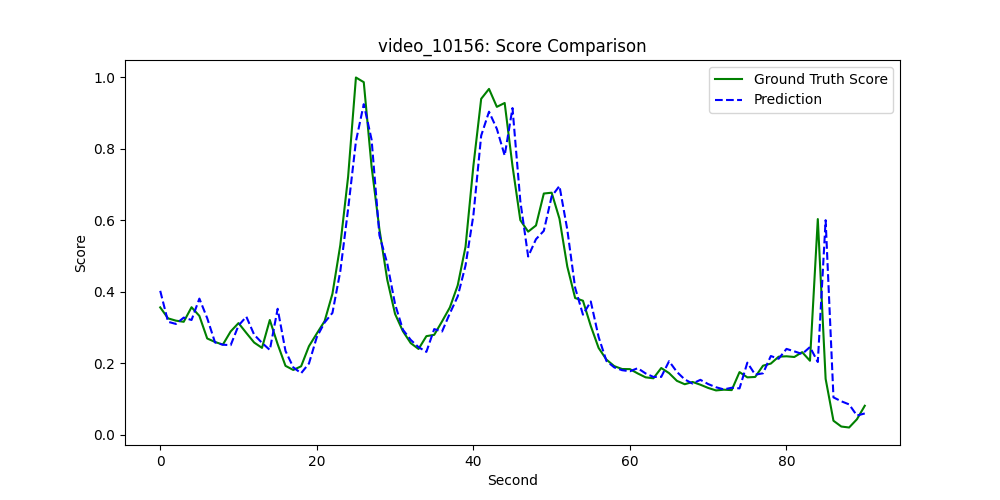 video_10156: Score Comparison
Ground Truth Score
Prediction
1.0
0.8
0.6
0.4
0.2
0.0
Score
0 20 40 60 80
Second